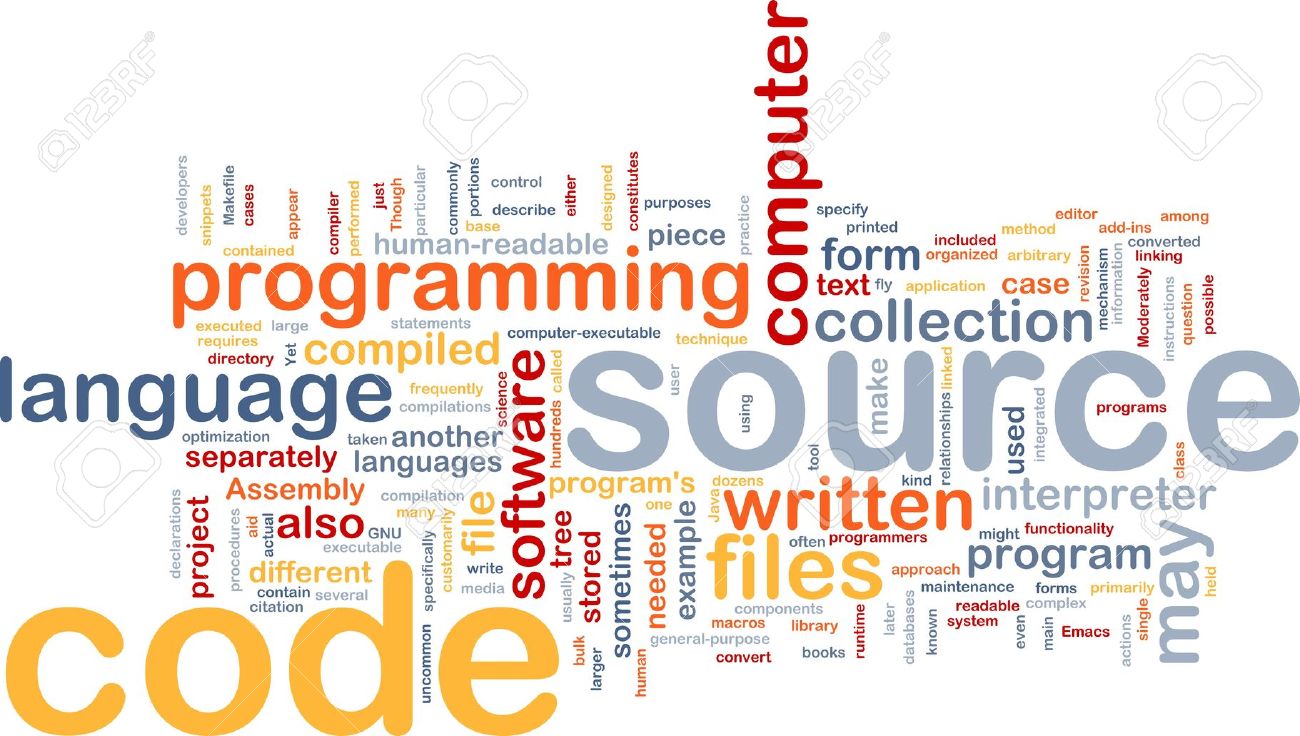 computer
developers
snippets
Makefile
cases
appear
compiler
performed
just
Though
particular
commonly
portions
control
describe
base
either
designed
constitutes
purposes
practice
contained
human-readable
piece
programming
specify
printed
form
text
fly
included
organized
application
method
arbitrary
case
editor
revision
add-ins
mechanism
information
among
converted
linking
Moderately
instructions
question
possible
collection
executed
requires
large
directory
Yet
statements
compiled
computer-executable
technique
language
frequently
compilations
science
called
hundreds
software
source
user
using
make
linked
relationships
used
integrated
programs
class
optimization
separately
taken
another
languages
tool
kind
Assembly
compilation
many
program's
one
dozens
Java
written
interpreter
declarations
project
procedures
aid
actual
also
GNU
executable
customarily
file
tree
stored
sometimes
needed
example
files
often
programmers
might
functionality
program
may
held
different
contain
several
citation
specifically
write
media
usually
approach
maintenance
forms
primarily
code
uncommon
bulk
larger
human
components
macros
library
general-purpose
convert
books
runtime
later
databases
known
readable
system
complex
even
main
Emacs
actions
single
123RF
123RF
123RF
123RF
123RF
123RF